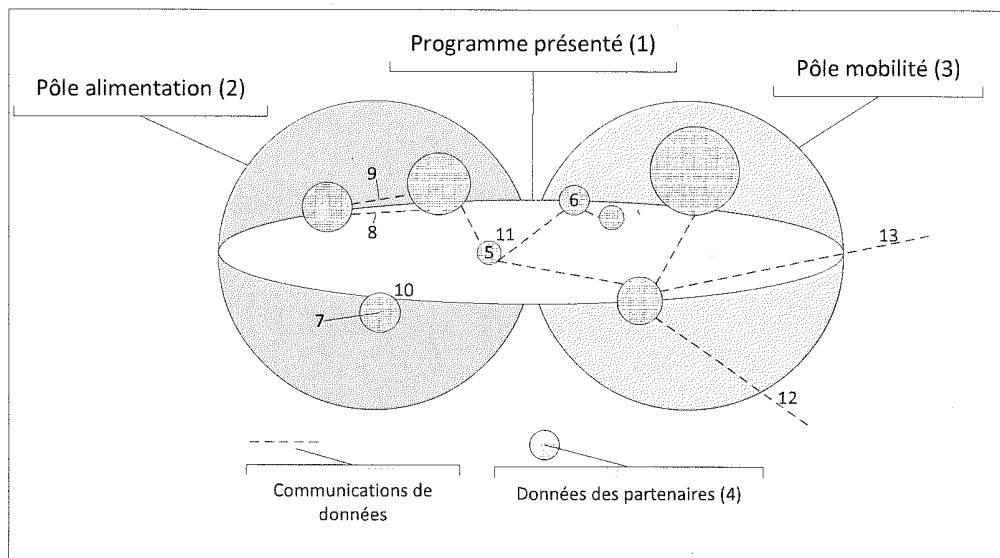 Programme présenté (1)
Pôle alimentation (2)
Pôle mobilité (3)
9
8
6
11
5
13
10
7
12
Communications de
données
Données des partenaires (4)